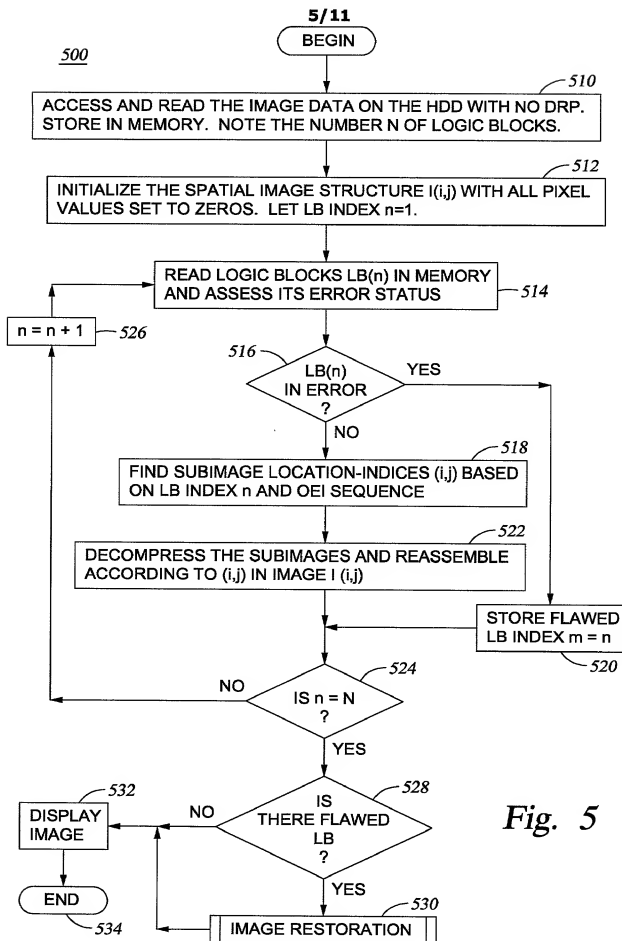 5/11
BEGIN
500
510
ACCESS AND READ THE IMAGE DATA ON THE HDD WITH NO DRP.
STORE IN MEMORY. NOTE THE NUMBER N OF LOGIC BLOCKS.
512
INITIALIZE THE SPATIAL IMAGE STRUCTURE I(i,j) WITH ALL PIXEL
VALUES SET TO ZEROS. LET LB INDEX n=1.
READ LOGIC BLOCKS LB(n) IN MEMORY
AND ASSESS ITS ERROR STATUS
514
n = n + 1
526
516
LB(n)
IN ERROR
?
YES
NO
518
FIND SUBIMAGE LOCATION-INDICES (i,j) BASED
ON LB INDEX n AND OEI SEQUENCE
522
DECOMPRESS THE SUBIMAGES AND REASSEMBLE
ACCORDING TO (i,j) IN IMAGE I (i,j)
STORE FLAWED
LB INDEX m = n
520
524
NO
IS n = N
?
YES
528
IS
THERE FLAWED
LB
?
NO
YES
532
DISPLAY
IMAGE
END
534
530
IMAGE RESTORATION
Fig. 5